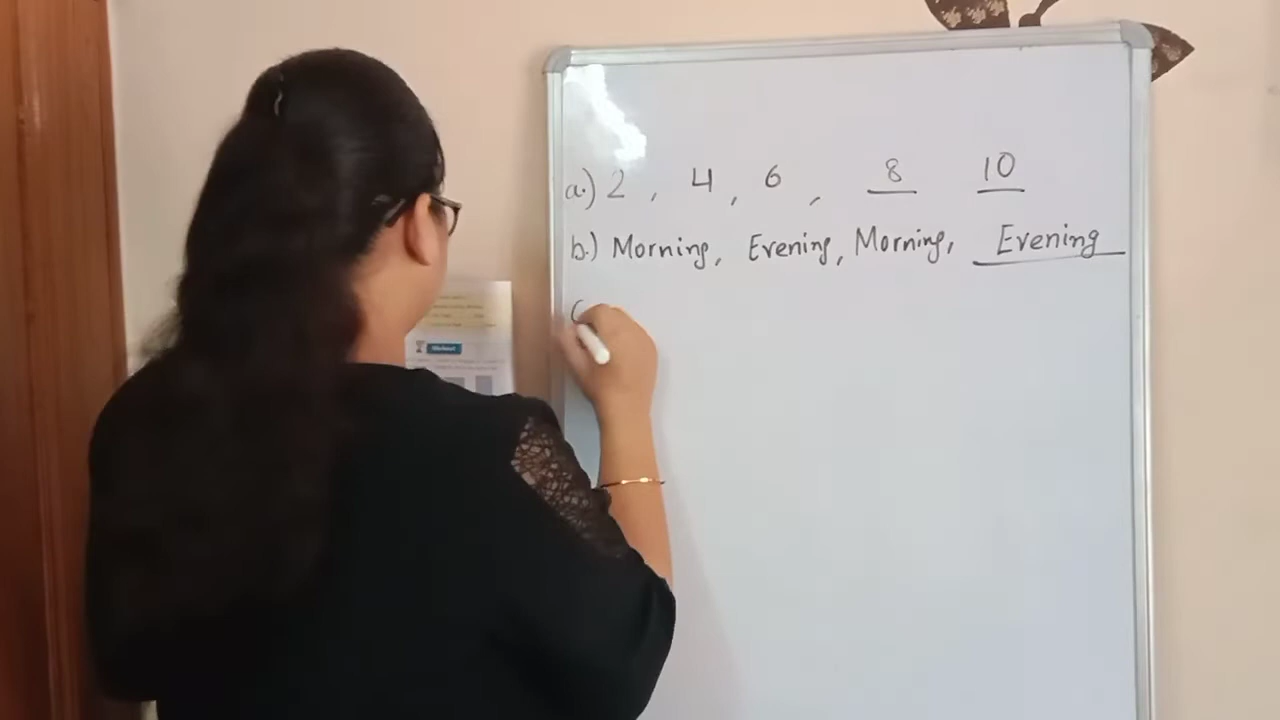 a.) 2 , 4 , 6 , 8 10
b.) Morning, Evening, Morning, Evening
C